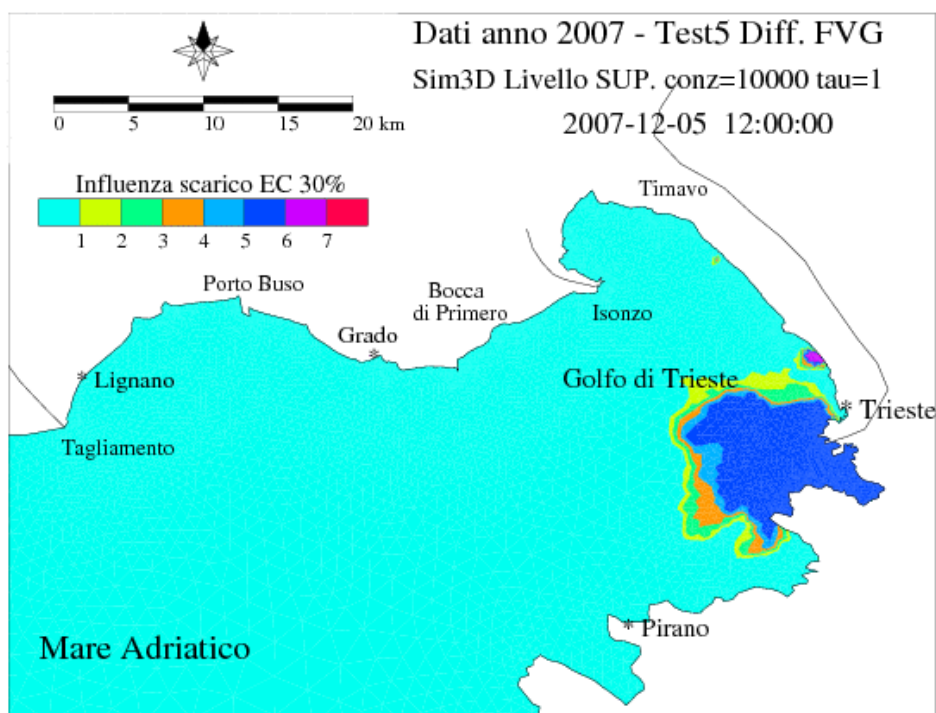 Dati anno 2007 - Test5 Diff. FVG
Sim3D Livello SUP. conz=10000 tau=1
2007-12-05 12:00:00
0 5 10 15 20 km
Influenza scarico EC 30%
1 2 3 4 5 6 7
Timavo
Porto Buso
Bocca
di Primero
Isonzo
Grado
*
* Lignano
Golfo di Trieste
* Trieste
Tagliamento
* Pirano
Mare Adriatico